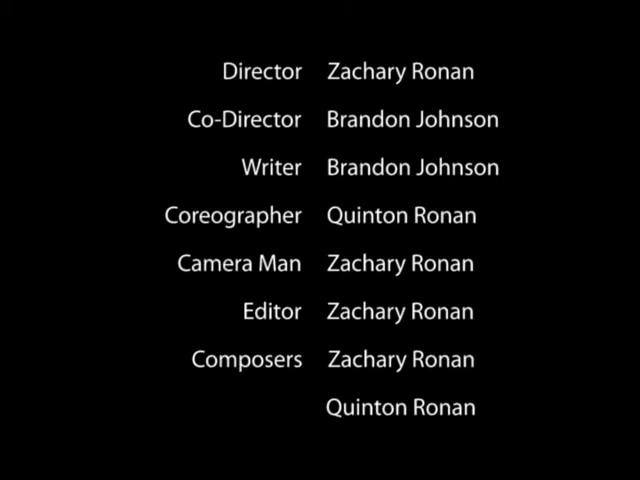 Director Zachary Ronan
Co-Director Brandon Johnson
Writer Brandon Johnson
Coreographer Quinton Ronan
Camera Man Zachary Ronan
Editor Zachary Ronan
Composers Zachary Ronan
Quinton Ronan